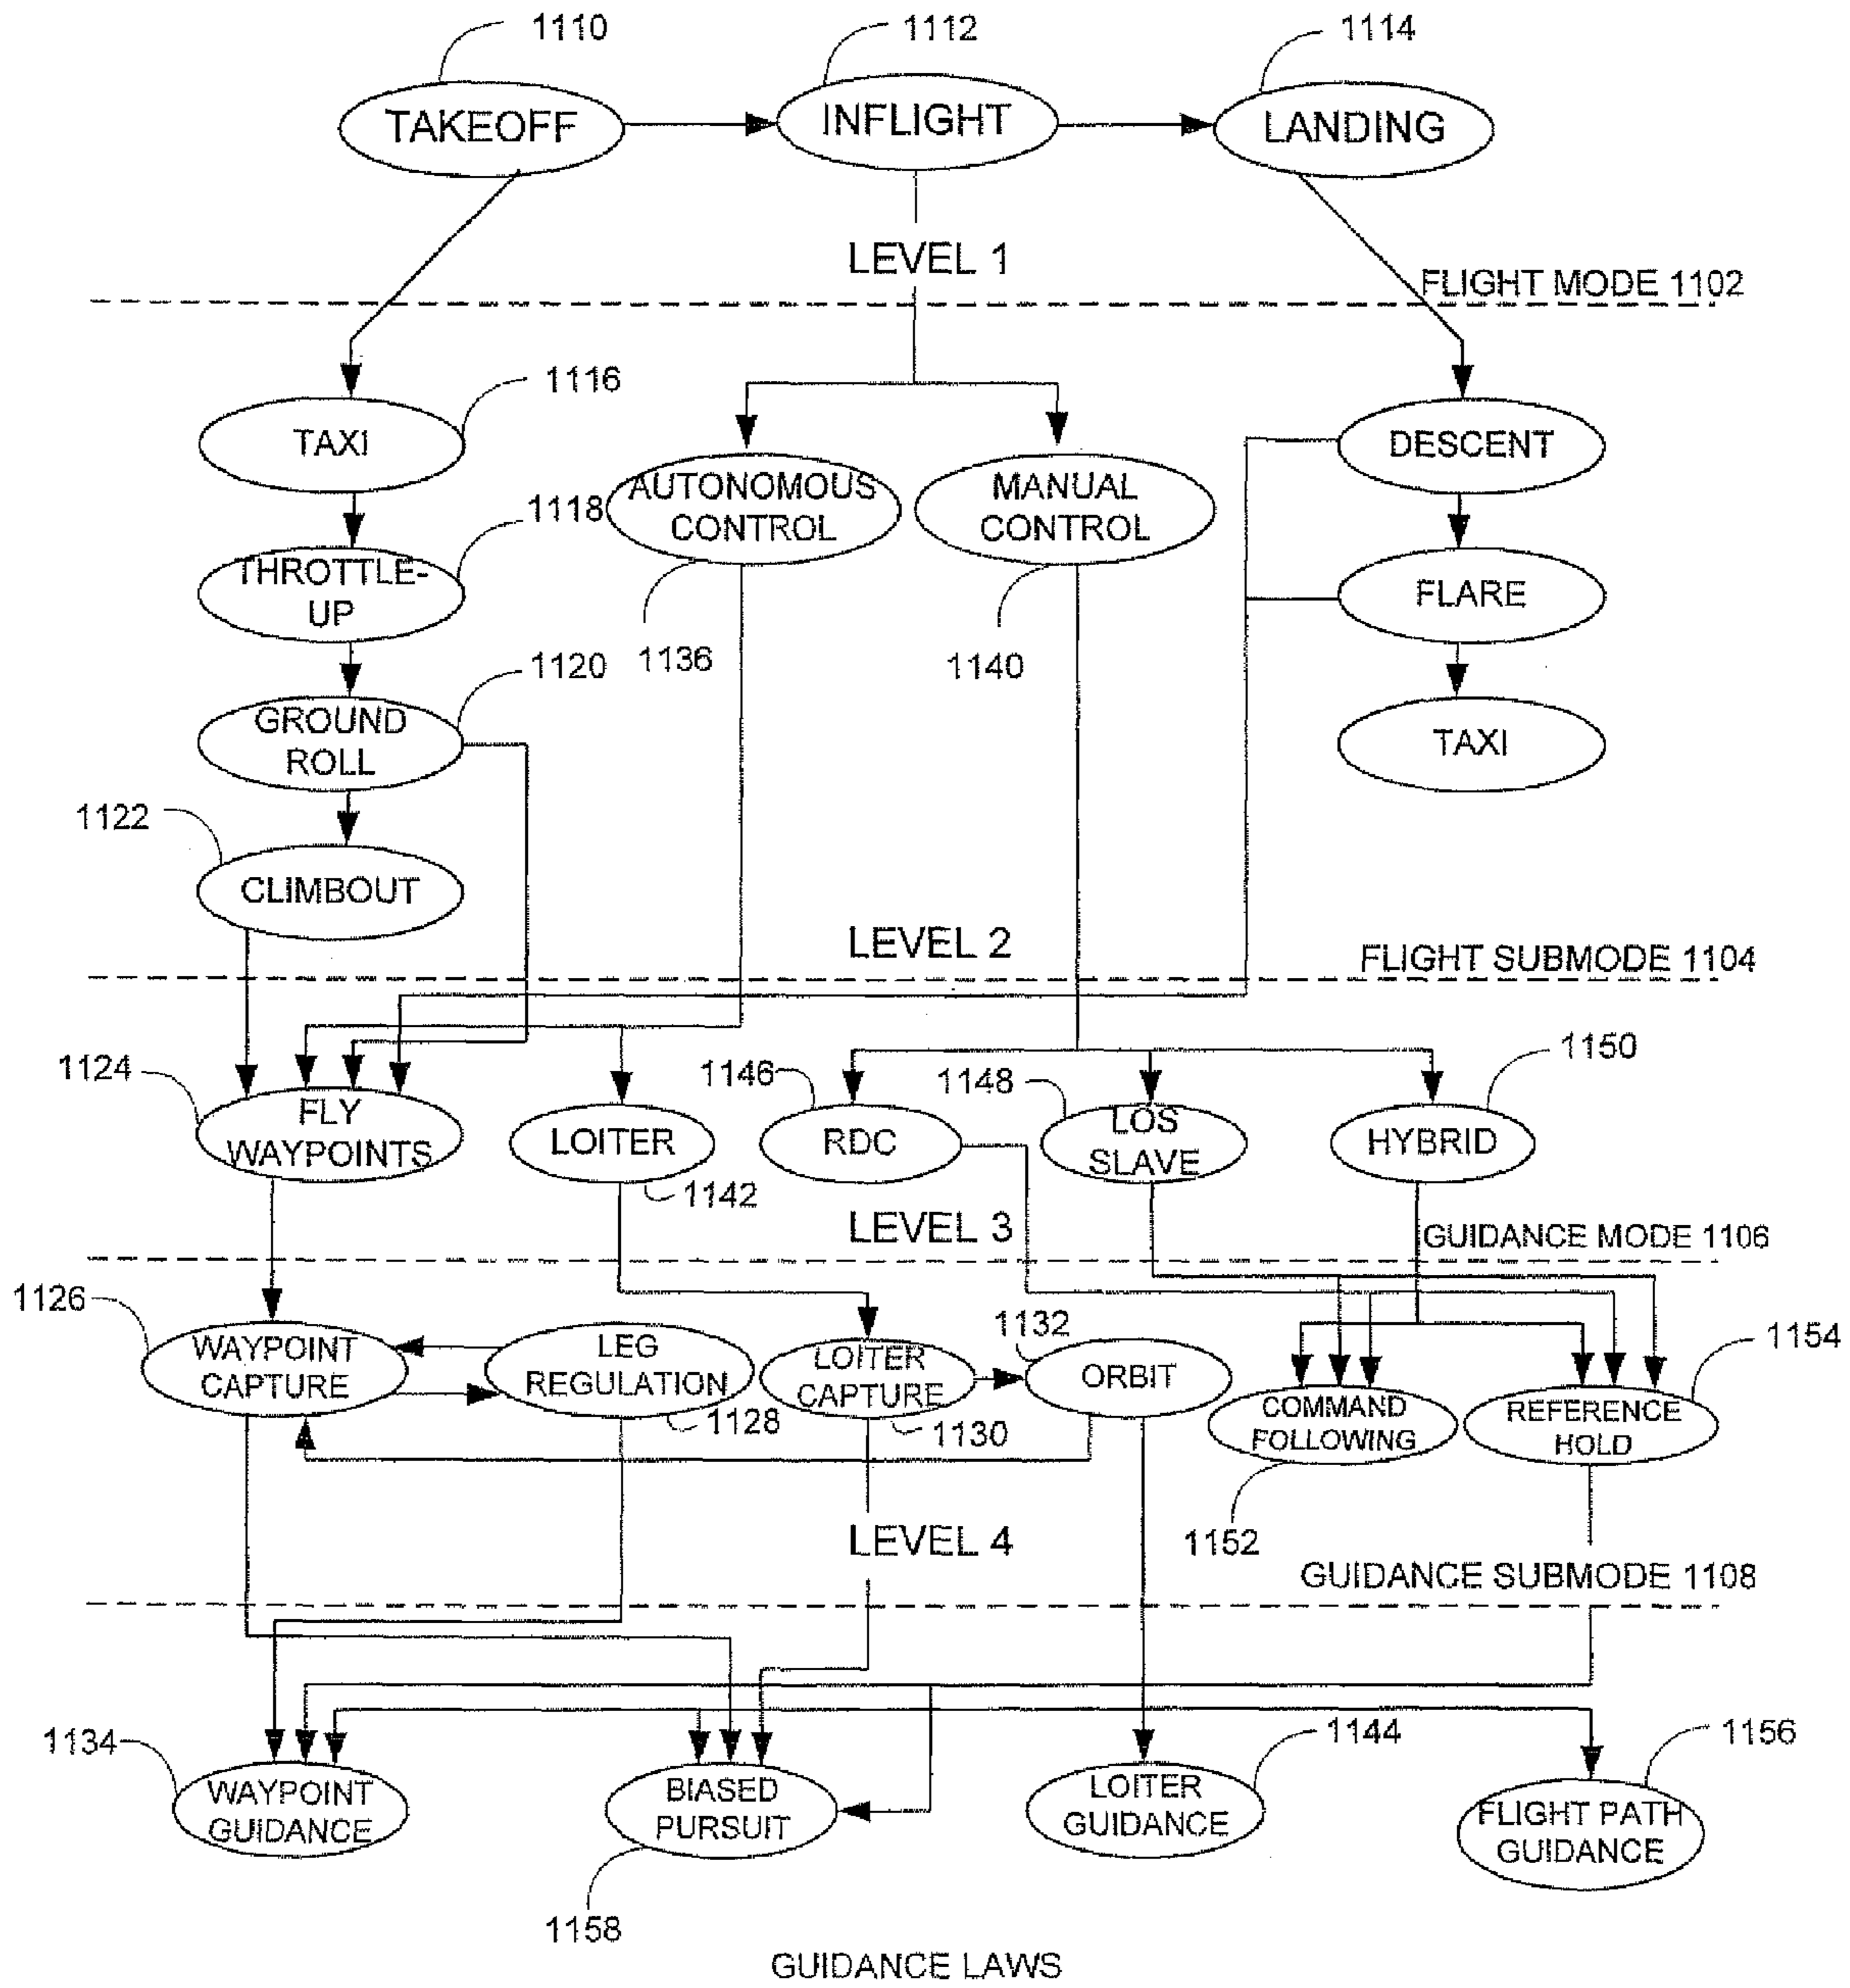 1110
1112
1114
TAKEOFF
INFLIGHT
LANDING
LEVEL 1
FLIGHT MODE 1102
1116
TAXI
DESCENT
AUTONOMOUS
CONTROL
MANUAL
CONTROL
1118
THROTTLE-
UP
FLARE
1136
1140
1120
GROUND
ROLL
TAXI
1122
CLIMBOUT
LEVEL 2
FLIGHT SUBMODE 1104
1124
FLY
WAYPOINTS
LOITER
1142
1146
RDC
1148
LOS
SLAVE
1150
HYBRID
LEVEL 3
GUIDANCE MODE 1106
1126
WAYPOINT
CAPTURE
LEG
REGULATION
1128
LOITER
CAPTURE
1130
1132
ORBIT
COMMAND
FOLLOWING
1152
1154
REFERENCE
HOLD
LEVEL 4
GUIDANCE SUBMODE 1108
1134
WAYPOINT
GUIDANCE
BIASED
PURSUIT
1158
1144
LOITER
GUIDANCE
1156
FLIGHT PATH
GUIDANCE
GUIDANCE LAWS